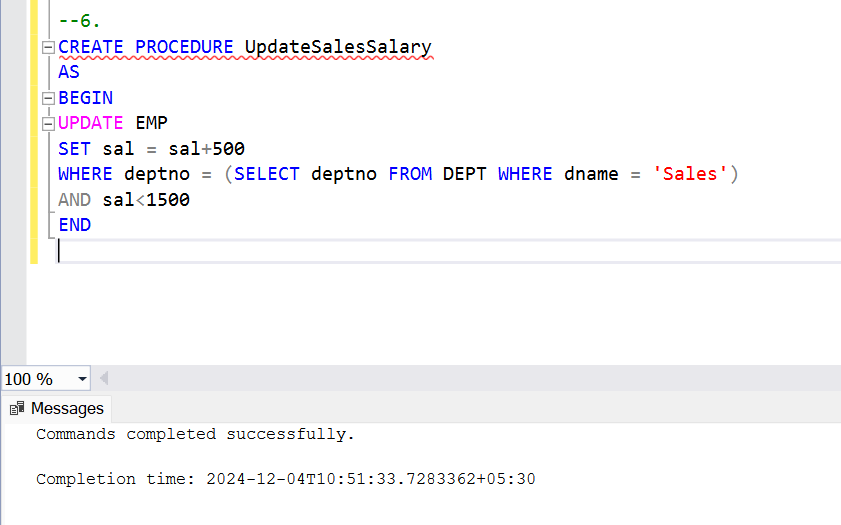 --6.
CREATE PROCEDURE UpdateSalesSalary
AS
BEGIN
UPDATE EMP
SET sal = sal+500
WHERE deptno = (SELECT deptno FROM DEPT WHERE dname = 'Sales')
AND sal<1500
END
100 %
Messages
Commands completed successfully.
Completion time: 2024-12-04T10:51:33.7283362+05:30